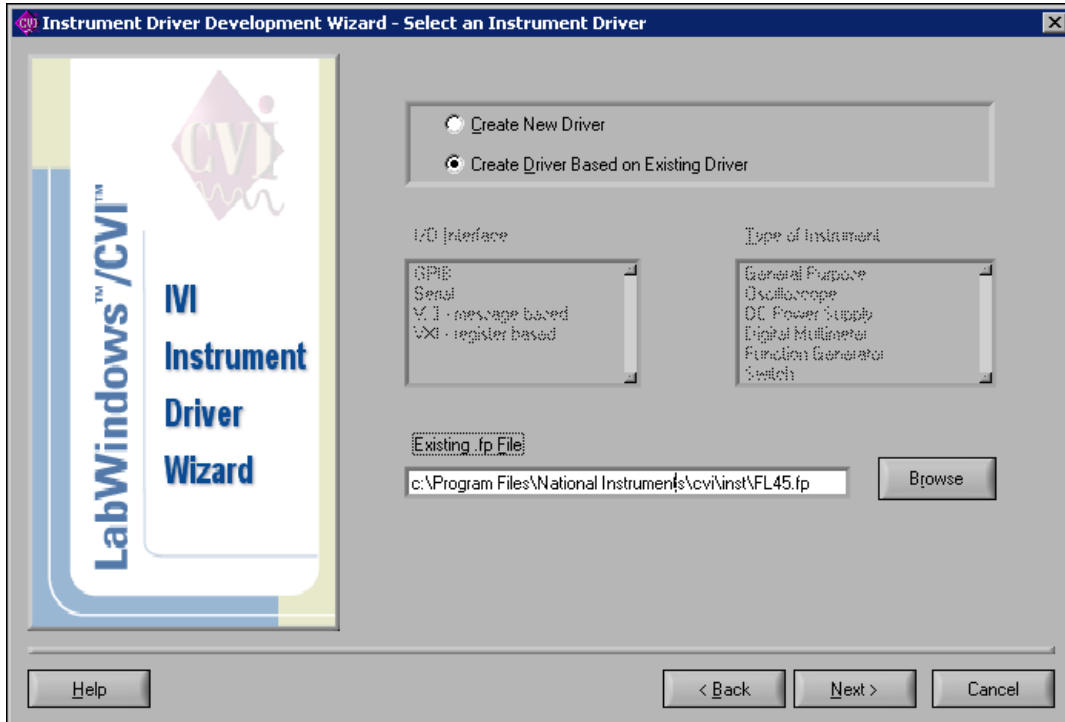 Instrument Driver Development Wizard - Select an Instrument Driver
CVI
LabWindows™/CVI™
IVI
Instrument
Driver
Wizard
Create New Driver
Create Driver Based on Existing Driver
I/O Interface
GPIB
Serial
VXI - message based
VXI - register based
Type of Instrument
General Purpose
Oscilloscope
DC Power Supply
Digital Multimeter
Function Generator
Switch
Existing .fp File
c:\Program Files\National Instruments\cvi\inst\FL45.fp
Browse
Help
< Back
Next >
Cancel